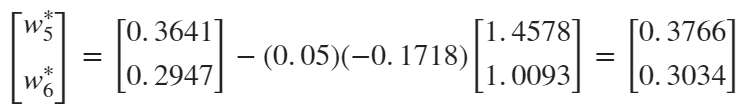 [w₅*; w₆*] = [0.3641; 0.2947] − (0.05)(−0.1718)[1.4578; 1.0093] = [0.3766; 0.3034]